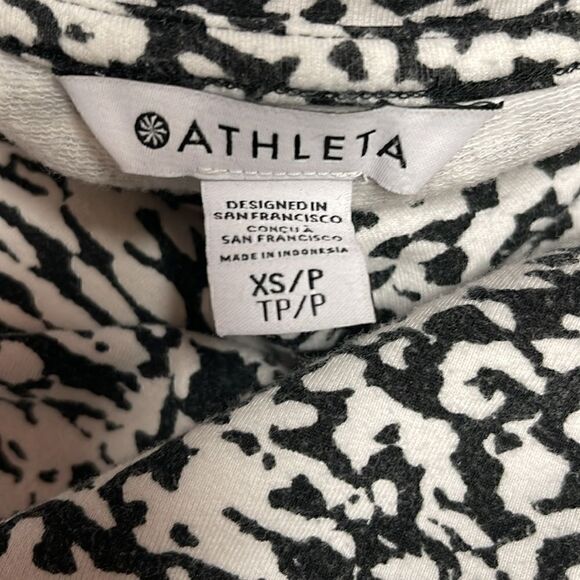 ATHLETA
DESIGNED IN
SAN FRANCISCO
CONÇU À
SAN FRANCISCO
MADE IN INDONESIA
XS/P
TP/P